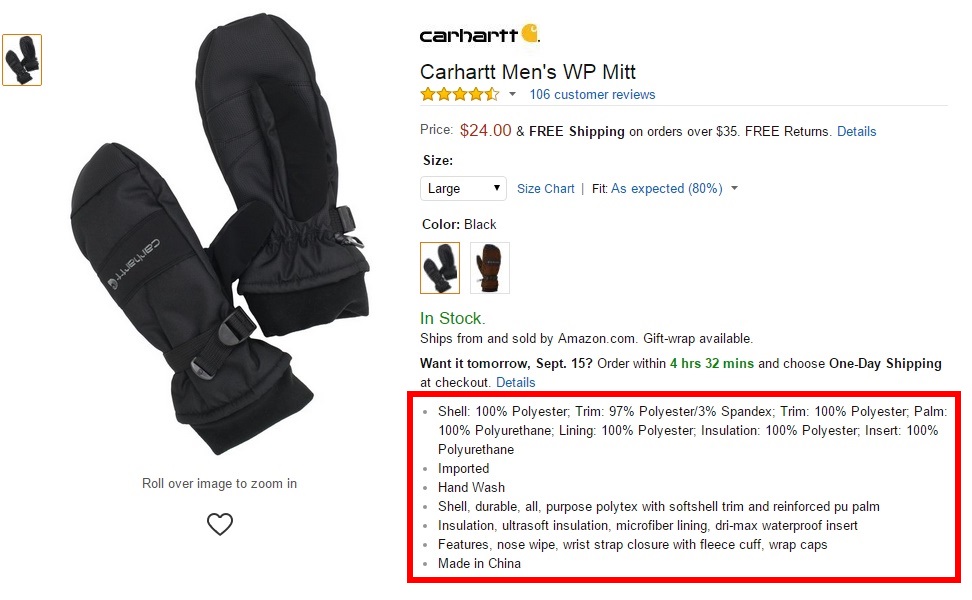 carhartt
Carhartt Men's WP Mitt
106 customer reviews
Price: $24.00 & FREE Shipping on orders over $35. FREE Returns. Details
Size:
Large Size Chart | Fit: As expected (80%)
Color: Black
carhartt
In Stock.
Ships from and sold by Amazon.com. Gift-wrap available.
Want it tomorrow, Sept. 15? Order within 4 hrs 32 mins and choose One-Day Shipping
at checkout. Details
Shell: 100% Polyester; Trim: 97% Polyester/3% Spandex; Trim: 100% Polyester; Palm:
100% Polyurethane; Lining: 100% Polyester; Insulation: 100% Polyester; Insert: 100%
Polyurethane
Imported
Hand Wash
Shell, durable, all, purpose polytex with softshell trim and reinforced pu palm
Insulation, ultrasoft insulation, microfiber lining, dri-max waterproof insert
Features, nose wipe, wrist strap closure with fleece cuff, wrap caps
Made in China
Roll over image to zoom in